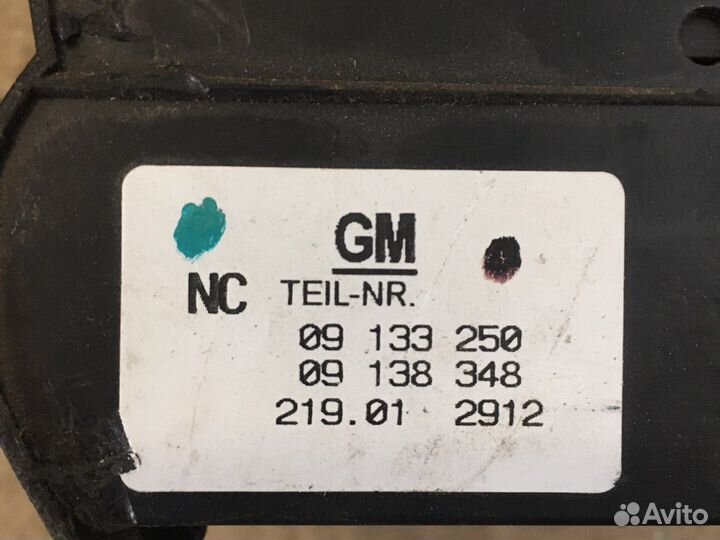 GM
NC TEIL-NR.
09 133 250
09 138 348
219.01 2912
Avito